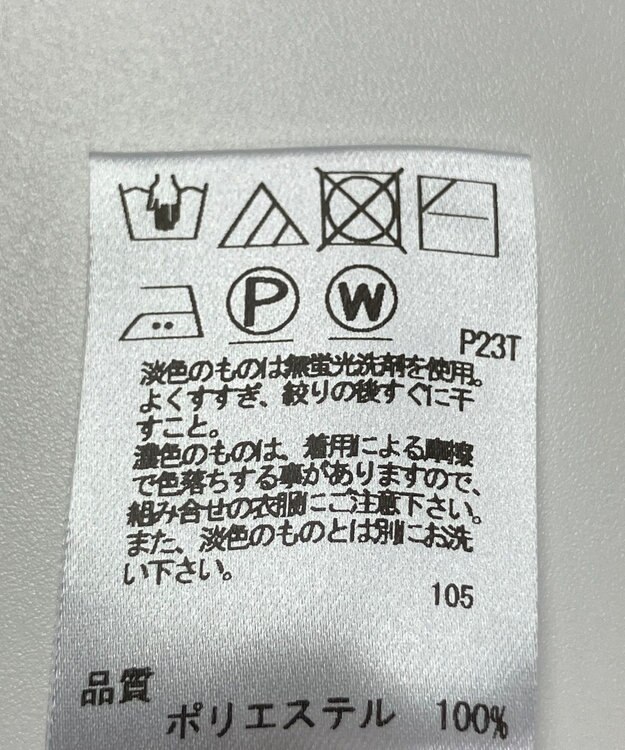 P W
P23T
淡色のものは無蛍光洗剤を使用。
よくすすぎ、絞りの後すぐに干
すこと。
濃色のものは、着用による摩擦
で色落ちする事がありますので、
組み合せの衣服にご注意下さい。
また、淡色のものとは別にお洗
い下さい。
105
品質
ポリエステル 100%